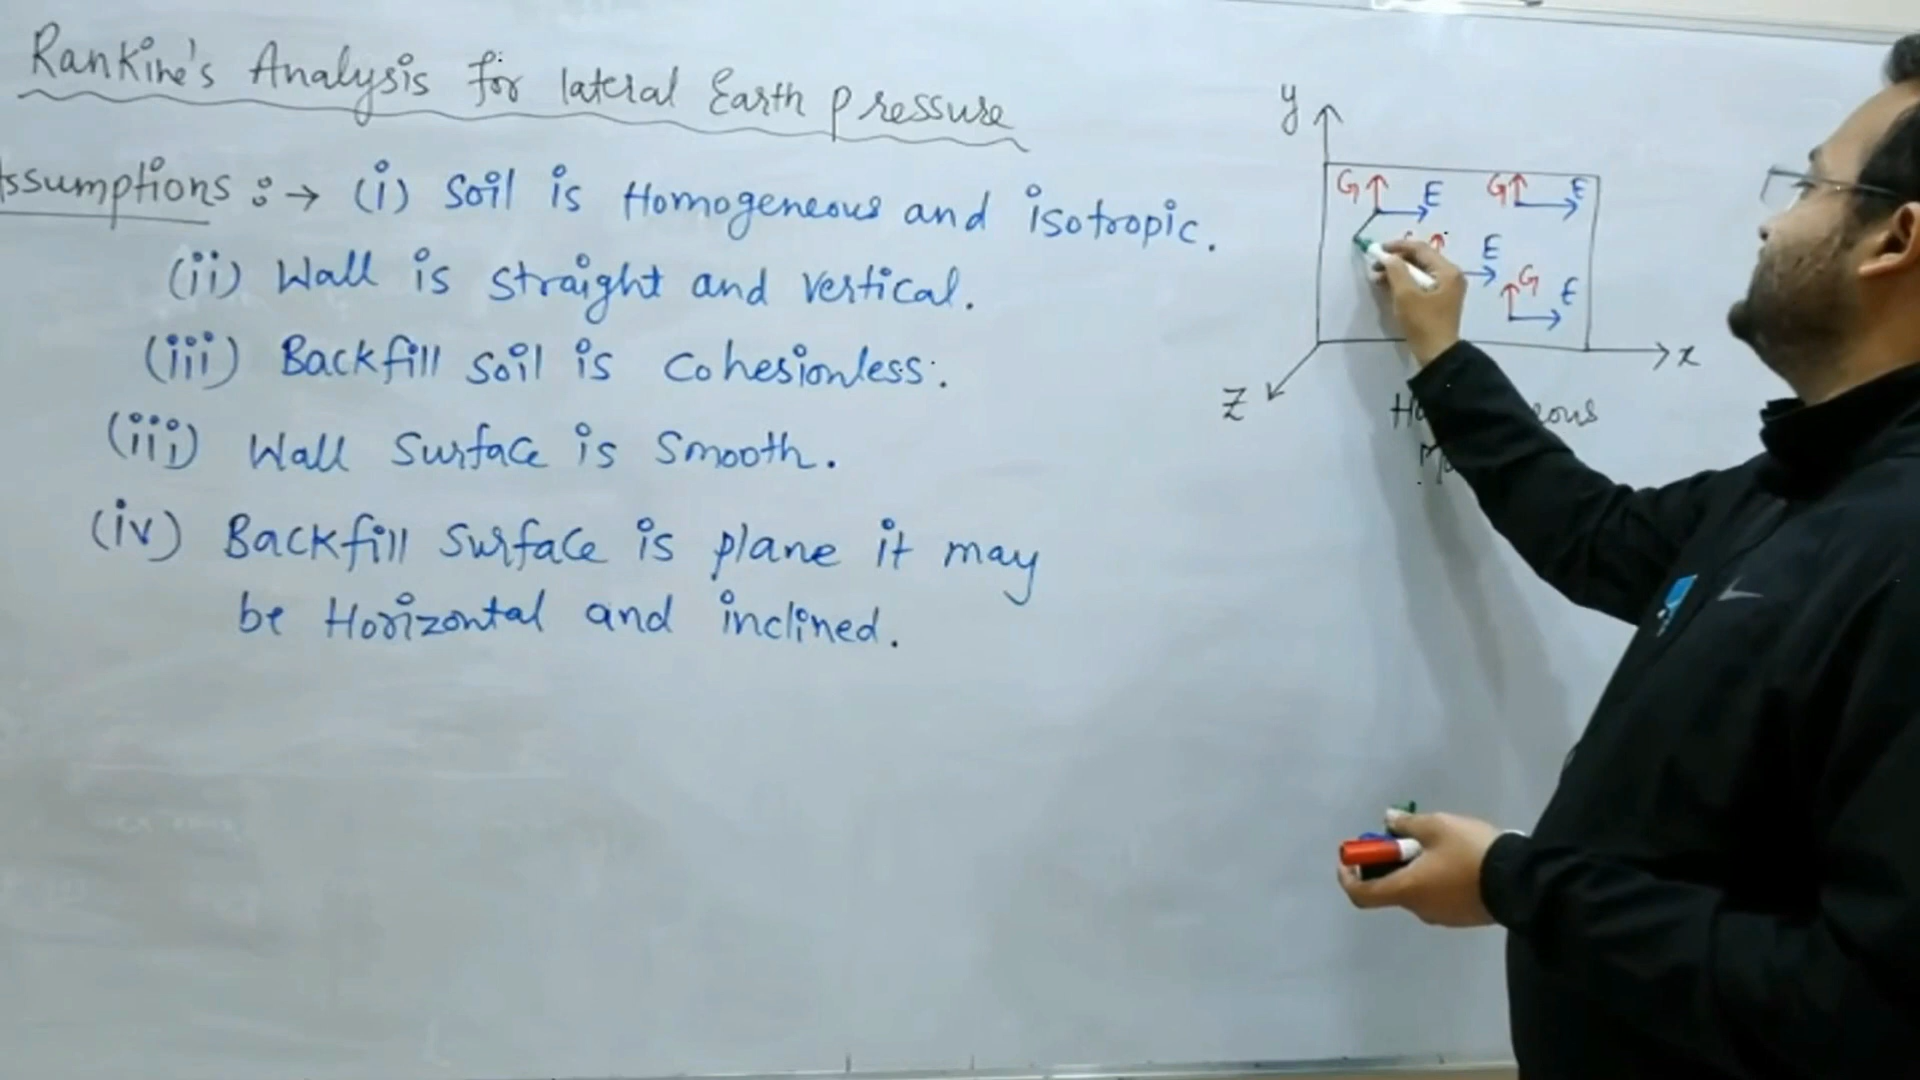 Rankine's Analysis for lateral Earth pressure
Assumptions :→ (i) Soil is Homogeneous and isotropic.
(ii) Wall is straight and vertical.
(iii) Backfill soil is cohesionless.
(iii) Wall Surface is Smooth.
(iv) Backfill Surface is plane it may
be Horizontal and inclined.
y
G E G E
E
G E
x
Z